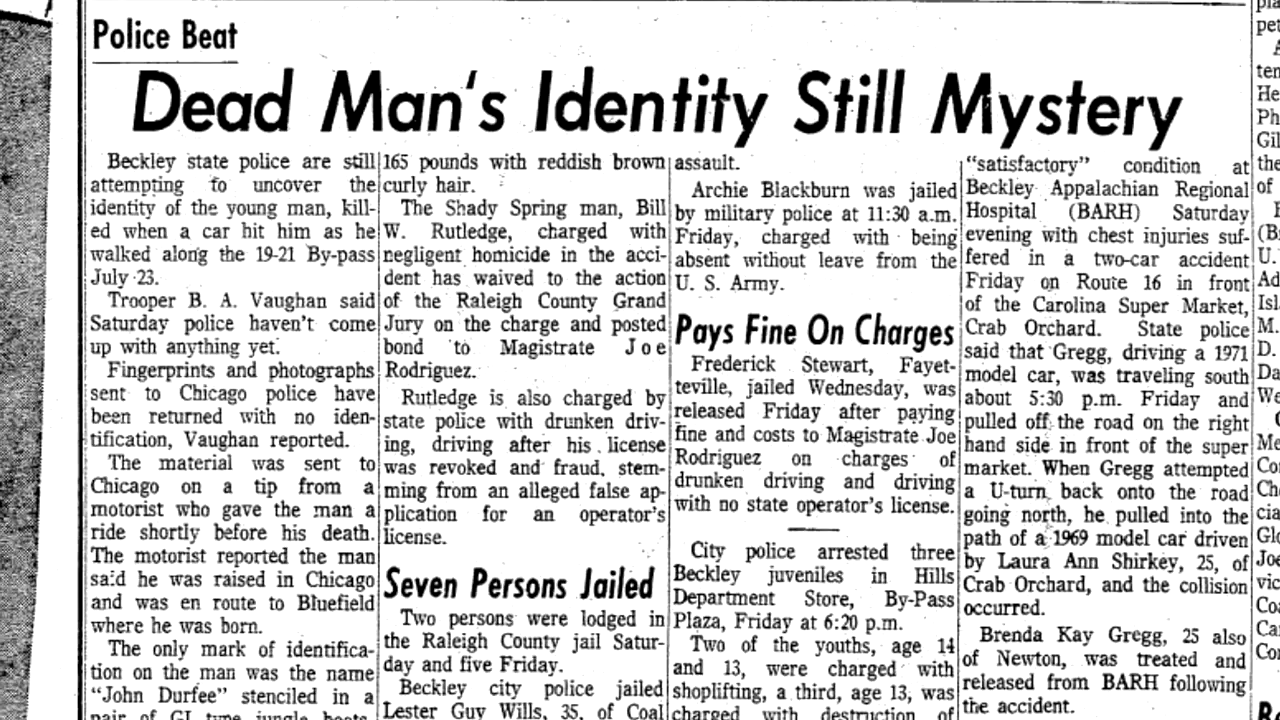 Police Beat
Dead Man's Identity Still Mystery
Beckley state police are still
attempting to uncover the
identity of the young man, kill-
ed when a car hit him as he
walked along the 19-21 By-pass
July 23.
Trooper B. A. Vaughan said
Saturday police haven't come
up with anything yet.
Fingerprints and photographs
sent to Chicago police have
been returned with no iden-
tification, Vaughan reported.
The material was sent to
Chicago on a tip from a
motorist who gave the man a
ride shortly before his death.
The motorist reported the man
said he was raised in Chicago
and was en route to Bluefield
where he was born.
The only mark of identifica-
tion on the man was the name
“John Durfee” stenciled in a
pair of GI type jungle boots
165 pounds with reddish brown
curly hair.
The Shady Spring man, Bill
W. Rutledge, charged with
negligent homicide in the acci-
dent has waived to the action
of the Raleigh County Grand
Jury on the charge and posted
bond to Magistrate Joe
Rodriguez.
Rutledge is also charged by
state police with drunken driv-
ing, driving after his license
was revoked and fraud, stem-
ming from an alleged false ap-
plication for an operator's
license.
Seven Persons Jailed
Two persons were lodged in
the Raleigh County jail Satur-
day and five Friday.
Beckley city police jailed
Lester Guy Wills, 35, of Coal
assault.
Archie Blackburn was jailed
by military police at 11:30 a.m.
Friday, charged with being
absent without leave from the
U. S. Army.
Pays Fine On Charges
Frederick Stewart, Fayet-
teville, jailed Wednesday, was
released Friday after paying
fine and costs to Magistrate Joe
Rodriguez on charges of
drunken driving and driving
with no state operator's license.
City police arrested three
Beckley juveniles in Hills
Department Store, By-Pass
Plaza, Friday at 6:20 p.m.
Two of the youths, age 14
and 13, were charged with
shoplifting, a third, age 13, was
charged with destruction of
“satisfactory” condition at
Beckley Appalachian Regional
Hospital (BARH) Saturday
evening with chest injuries suf-
fered in a two-car accident
Friday on Route 16 in front
of the Carolina Super Market,
Crab Orchard. State police
said that Gregg, driving a 1971
model car, was traveling south
about 5:30 p.m. Friday and
pulled off the road on the right
hand side in front of the super
market. When Gregg attempted
a U-turn back onto the road
going north, he pulled into the
path of a 1969 model car driven
by Laura Ann Shirkey, 25, of
Crab Orchard, and the collision
occurred.
Brenda Kay Gregg, 25 also
of Newton, was treated and
released from BARH following
the accident.